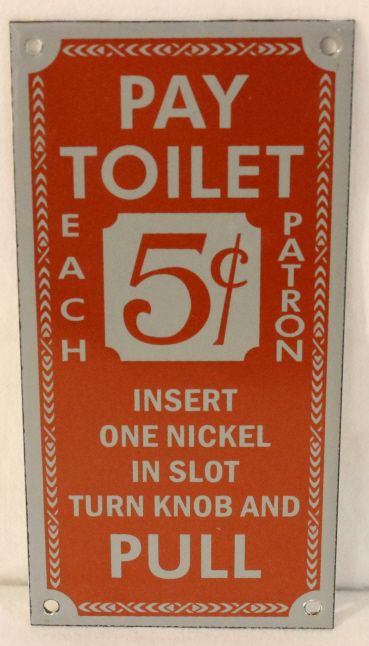 PAY
TOILET
EACH
5¢
PATRON
INSERT
ONE NICKEL
IN SLOT
TURN KNOB AND
PULL